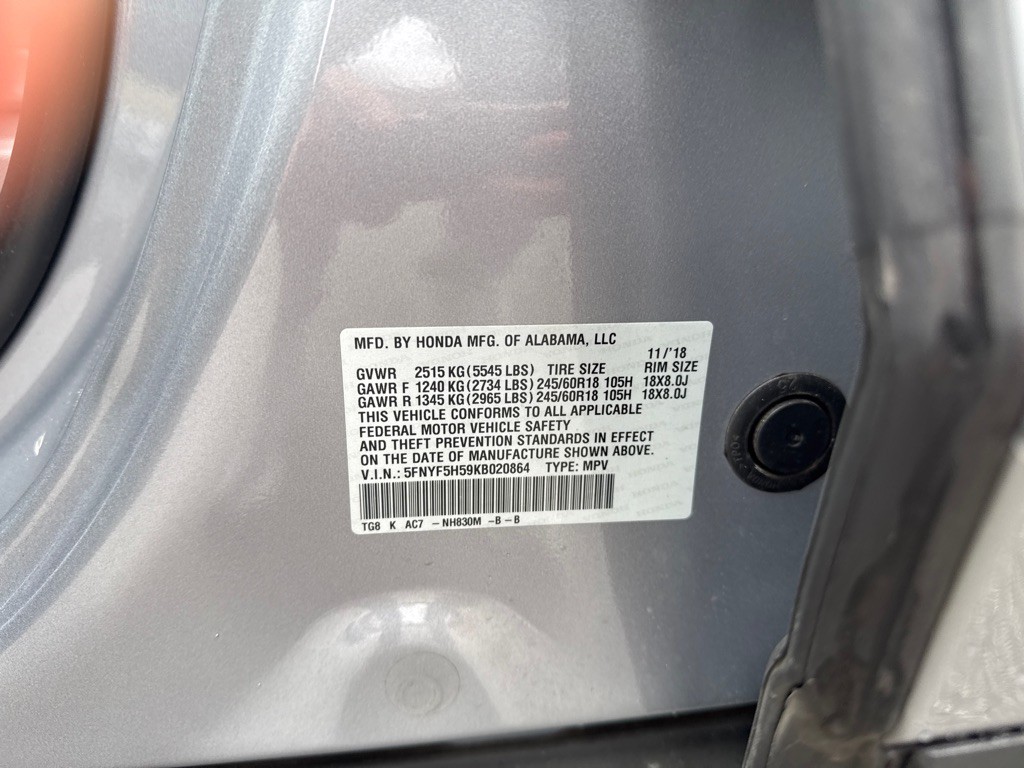 MFD. BY HONDA MFG. OF ALABAMA, LLC
11/'18
GVWR 2515 KG (5545 LBS) TIRE SIZE RIM SIZE
GAWR F 1240 KG (2734 LBS) 245/60R18 105H 18X8.0J
GAWR R 1345 KG (2965 LBS) 245/60R18 105H 18X8.0J
THIS VEHICLE CONFORMS TO ALL APPLICABLE
FEDERAL MOTOR VEHICLE SAFETY
AND THEFT PREVENTION STANDARDS IN EFFECT
ON THE DATE OF MANUFACTURE SHOWN ABOVE.
V.I.N.: 5FNYF5H59KB020864 TYPE: MPV
TG8 K AC7 -NH830M -B -B